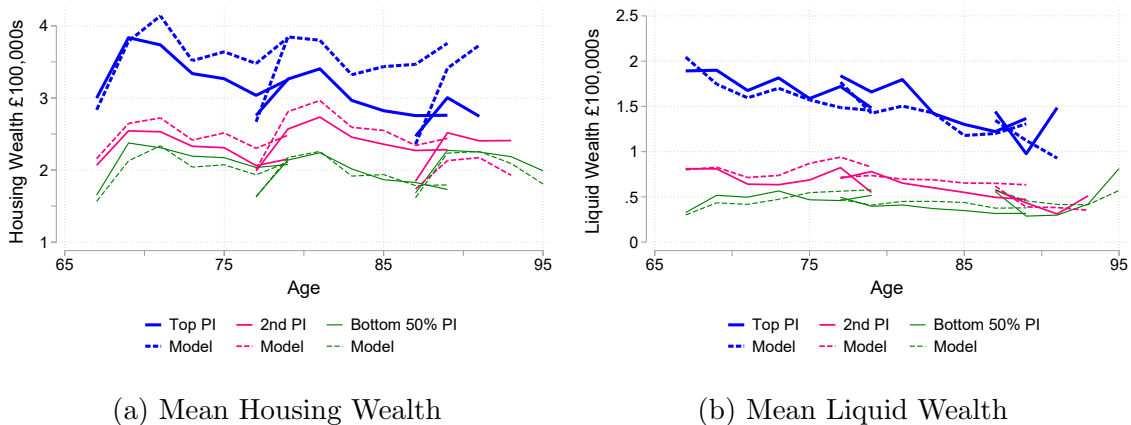 Housing Wealth £100,000s
4
3
2
1
65
75
85
95
Age
Top PI
2nd PI
Bottom 50% PI
Model
Model
Model
(a) Mean Housing Wealth
Liquid Wealth £100,000s
2.5
2
1.5
1
.5
0
65
75
85
95
Age
Top PI
2nd PI
Bottom 50% PI
Model
Model
Model
(b) Mean Liquid Wealth